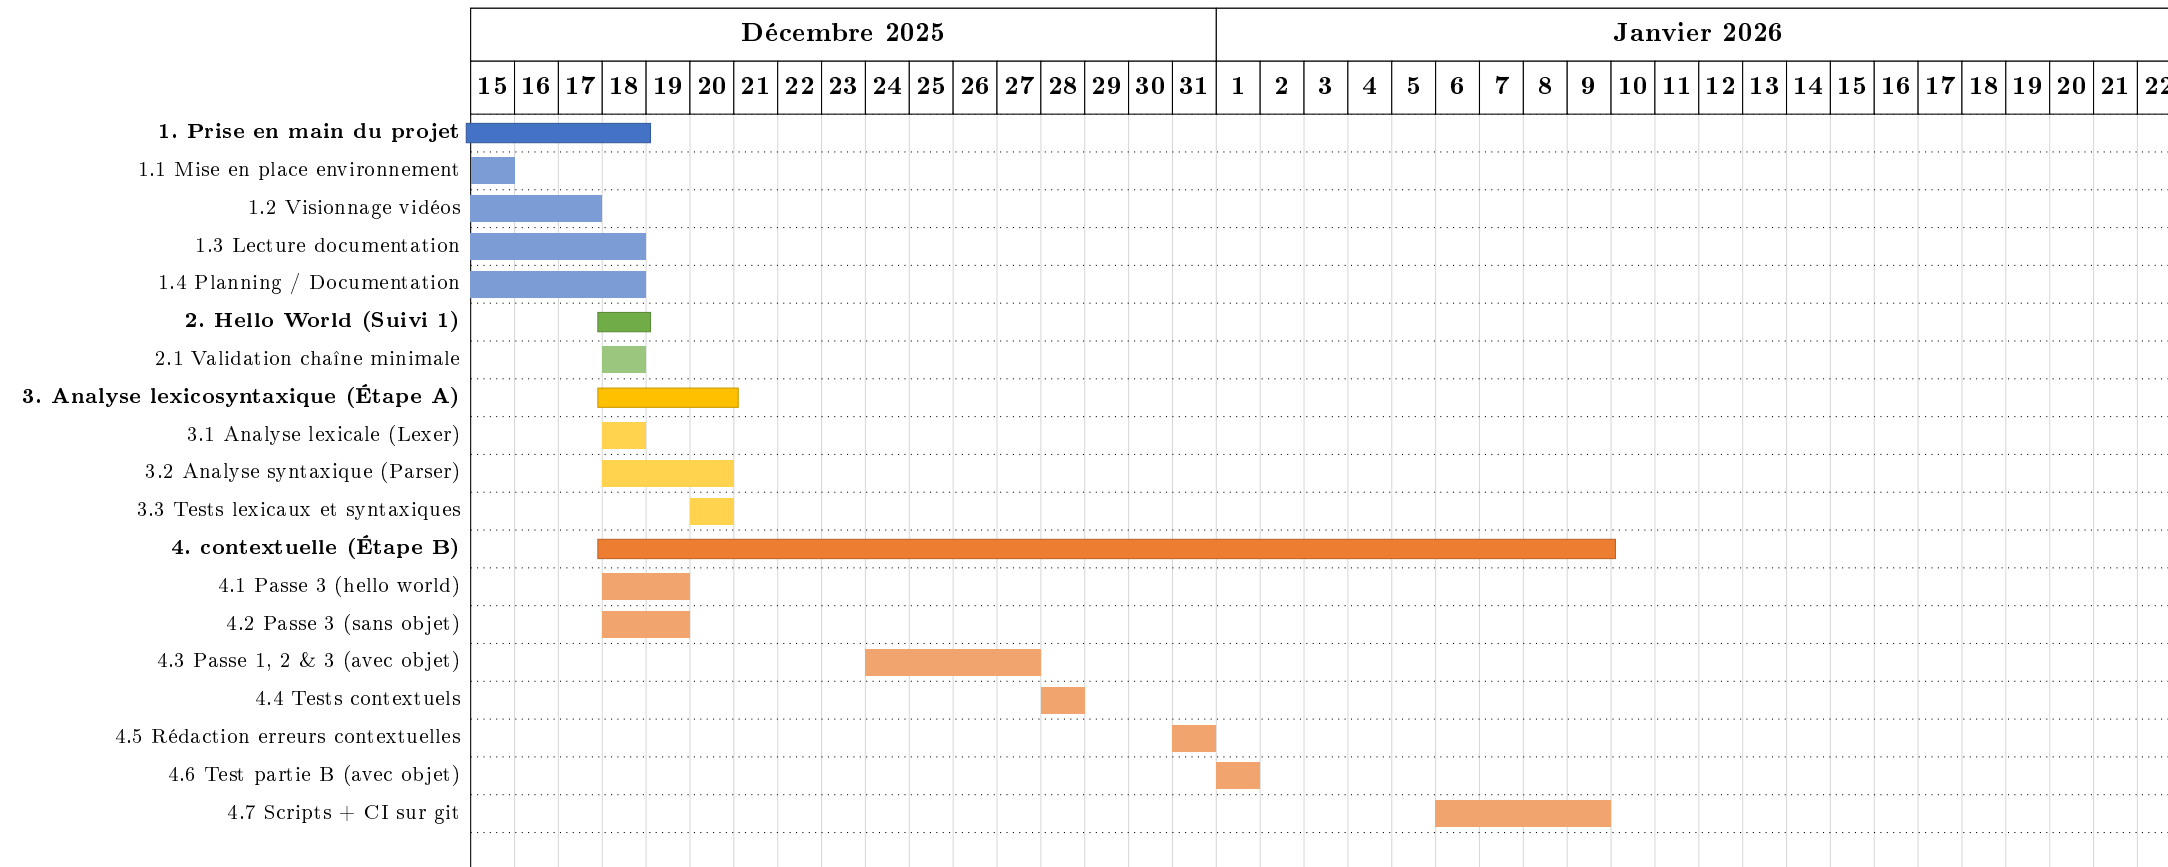 Décembre 2025 Janvier 2026
15 16 17 18 19 20 21 22 23 24 25 26 27 28 29 30 31 1 2 3 4 5 6 7 8 9 10 11 12 13 14 15 16 17 18 19 20 21 22
1. Prise en main du projet
1.1 Mise en place environnement
1.2 Visionnage vidéos
1.3 Lecture documentation
1.4 Planning / Documentation
2. Hello World (Suivi 1)
2.1 Validation chaîne minimale
3. Analyse lexicosyntaxique (Étape A)
3.1 Analyse lexicale (Lexer)
3.2 Analyse syntaxique (Parser)
3.3 Tests lexicaux et syntaxiques
4. contextuelle (Étape B)
4.1 Passe 3 (hello world)
4.2 Passe 3 (sans objet)
4.3 Passe 1, 2 & 3 (avec objet)
4.4 Tests contextuels
4.5 Rédaction erreurs contextuelles
4.6 Test partie B (avec objet)
4.7 Scripts + CI sur git